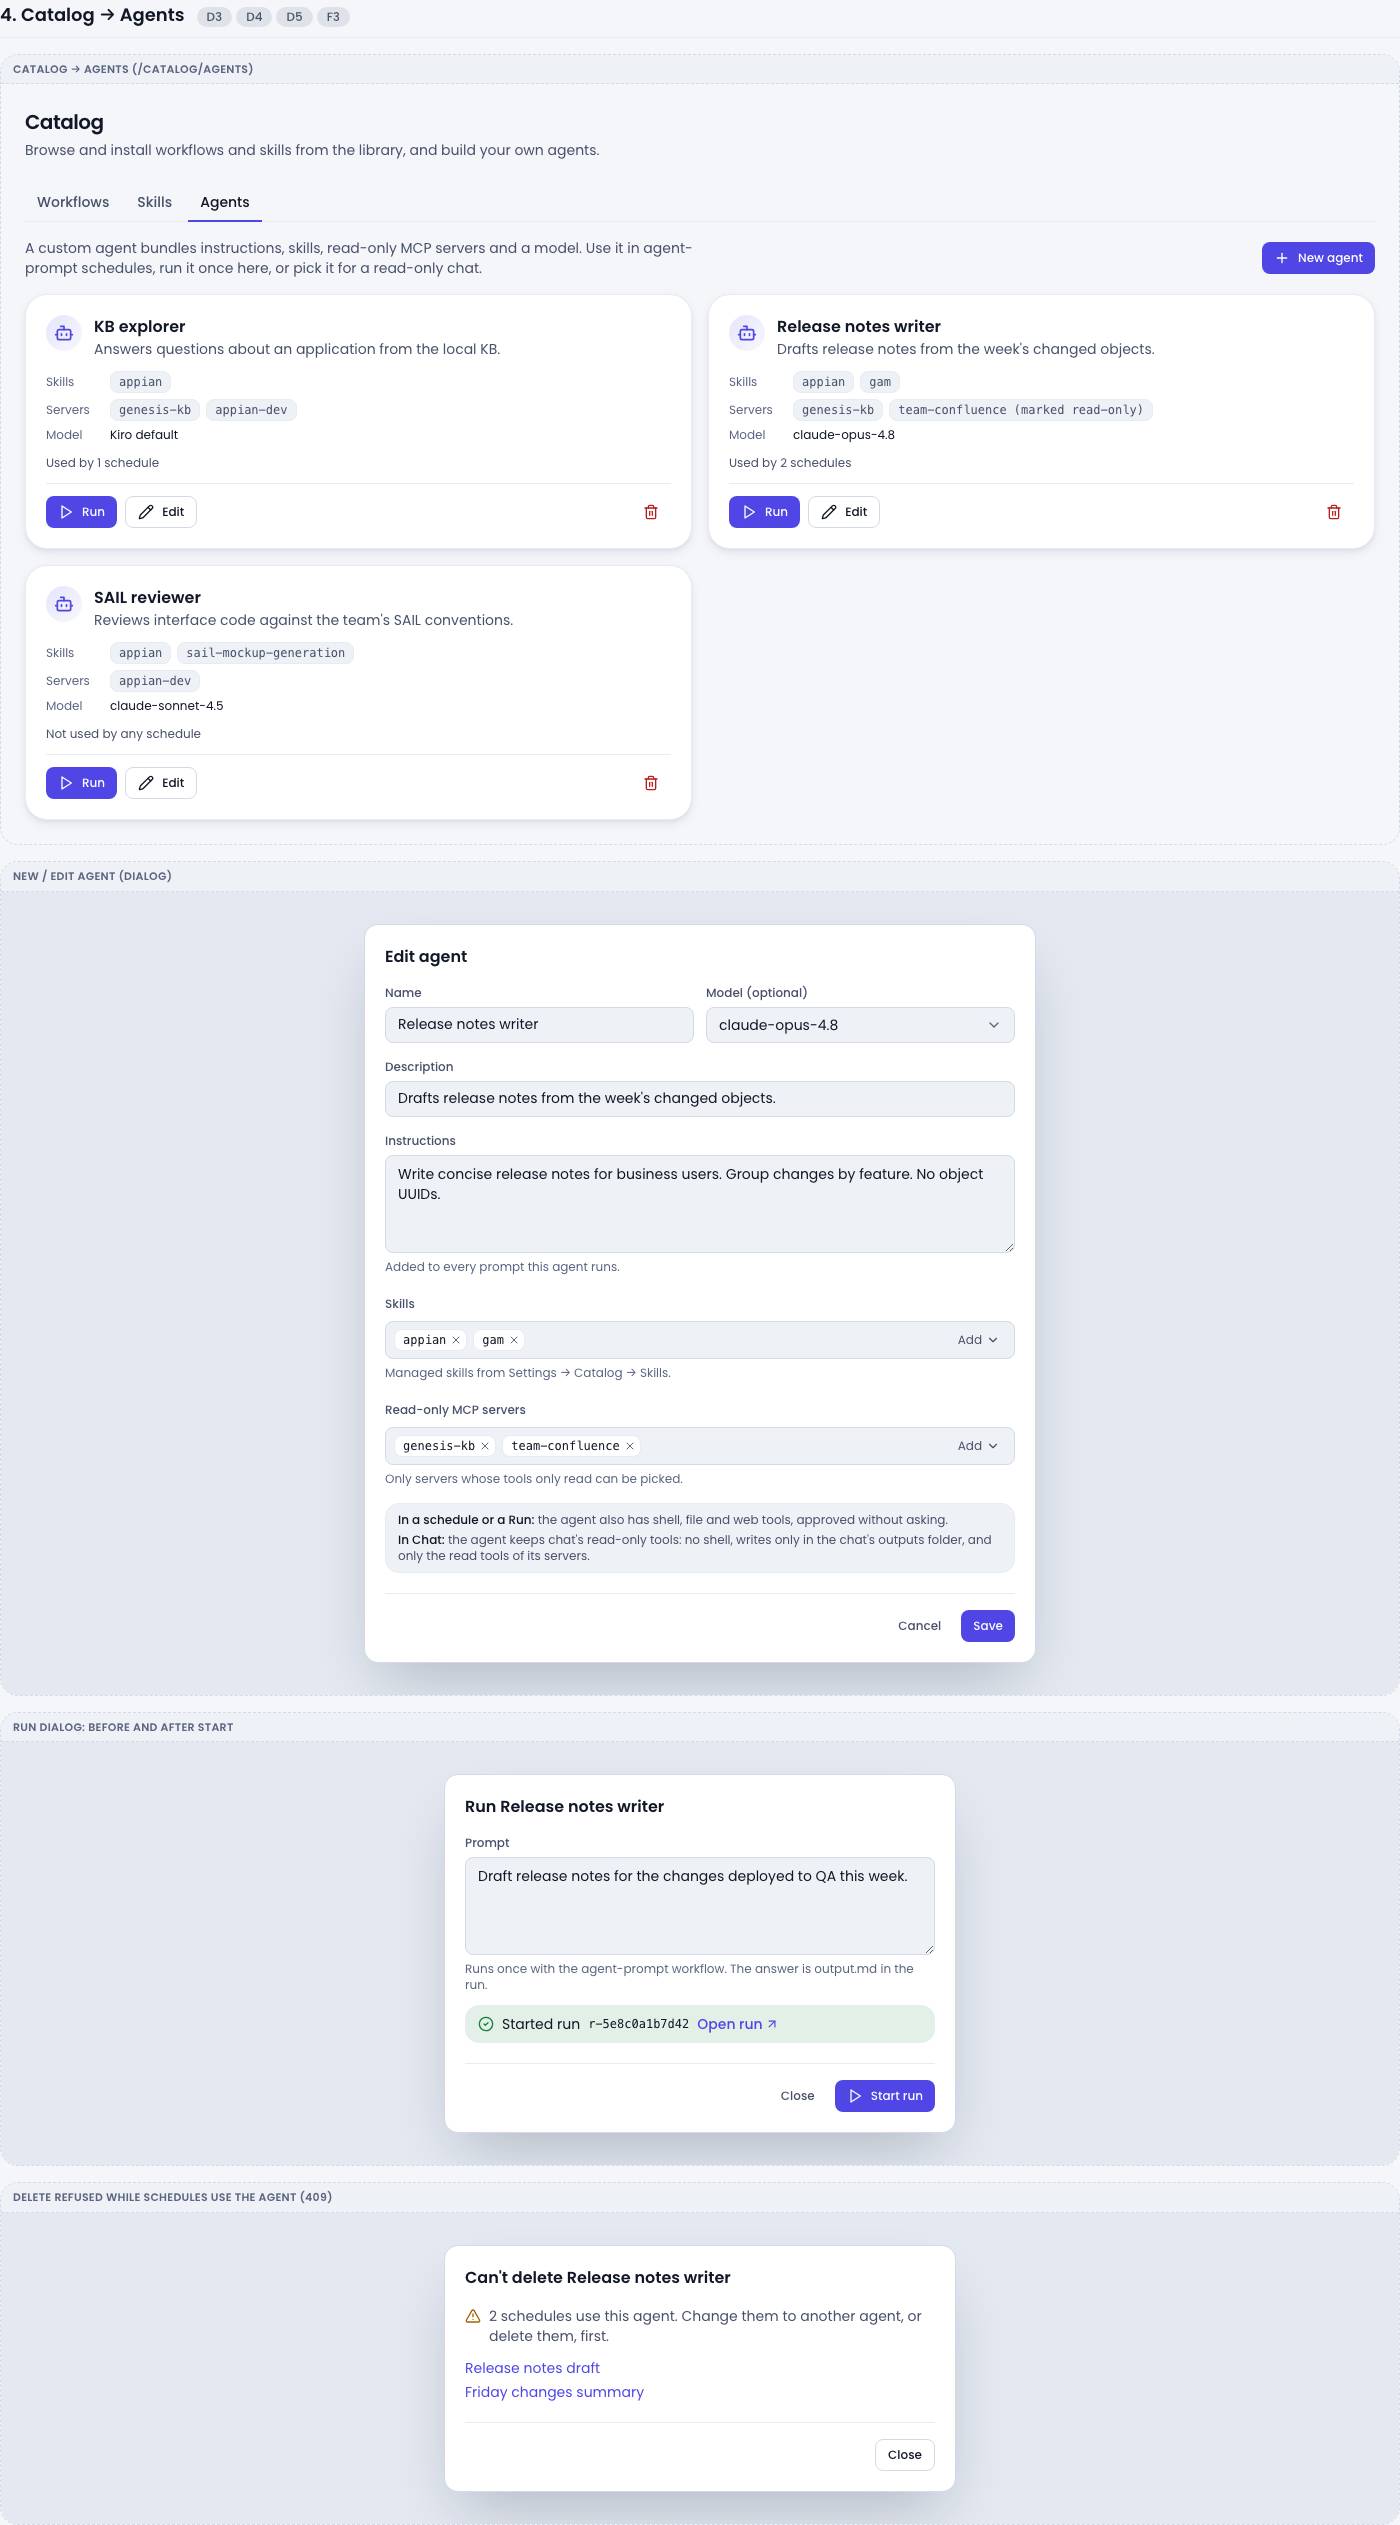 4. Catalog → Agents D3 D4 D5 F3
CATALOG → AGENTS (/CATALOG/AGENTS)
Catalog
Browse and install workflows and skills from the library, and build your own agents.
Workflows Skills Agents
A custom agent bundles instructions, skills, read-only MCP servers and a model. Use it in agent-
prompt schedules, run it once here, or pick it for a read-only chat.
New agent
KB explorer
Answers questions about an application from the local KB.
Skills appian
Servers genesis-kb appian-dev
Model Kiro default
Used by 1 schedule
Run Edit
Release notes writer
Drafts release notes from the week's changed objects.
Skills appian gam
Servers genesis-kb team-confluence (marked read-only)
Model claude-opus-4.8
Used by 2 schedules
Run Edit
SAIL reviewer
Reviews interface code against the team's SAIL conventions.
Skills appian sail-mockup-generation
Servers appian-dev
Model claude-sonnet-4.5
Not used by any schedule
Run Edit
NEW / EDIT AGENT (DIALOG)
Edit agent
Name Model (optional)
Release notes writer claude-opus-4.8
Description
Drafts release notes from the week's changed objects.
Instructions
Write concise release notes for business users. Group changes by feature. No object
UUIDs.
Added to every prompt this agent runs.
Skills
appian × gam × Add
Managed skills from Settings → Catalog → Skills.
Read-only MCP servers
genesis-kb × team-confluence × Add
Only servers whose tools only read can be picked.
In a schedule or a Run: the agent also has shell, file and web tools, approved without asking.
In Chat: the agent keeps chat's read-only tools: no shell, writes only in the chat's outputs folder, and
only the read tools of its servers.
Cancel Save
RUN DIALOG: BEFORE AND AFTER START
Run Release notes writer
Prompt
Draft release notes for the changes deployed to QA this week.
Runs once with the agent-prompt workflow. The answer is output.md in the
run.
Started run r-5e8c0a1b7d42 Open run
Close Start run
DELETE REFUSED WHILE SCHEDULES USE THE AGENT (409)
Can't delete Release notes writer
2 schedules use this agent. Change them to another agent, or
delete them, first.
Release notes draft
Friday changes summary
Close